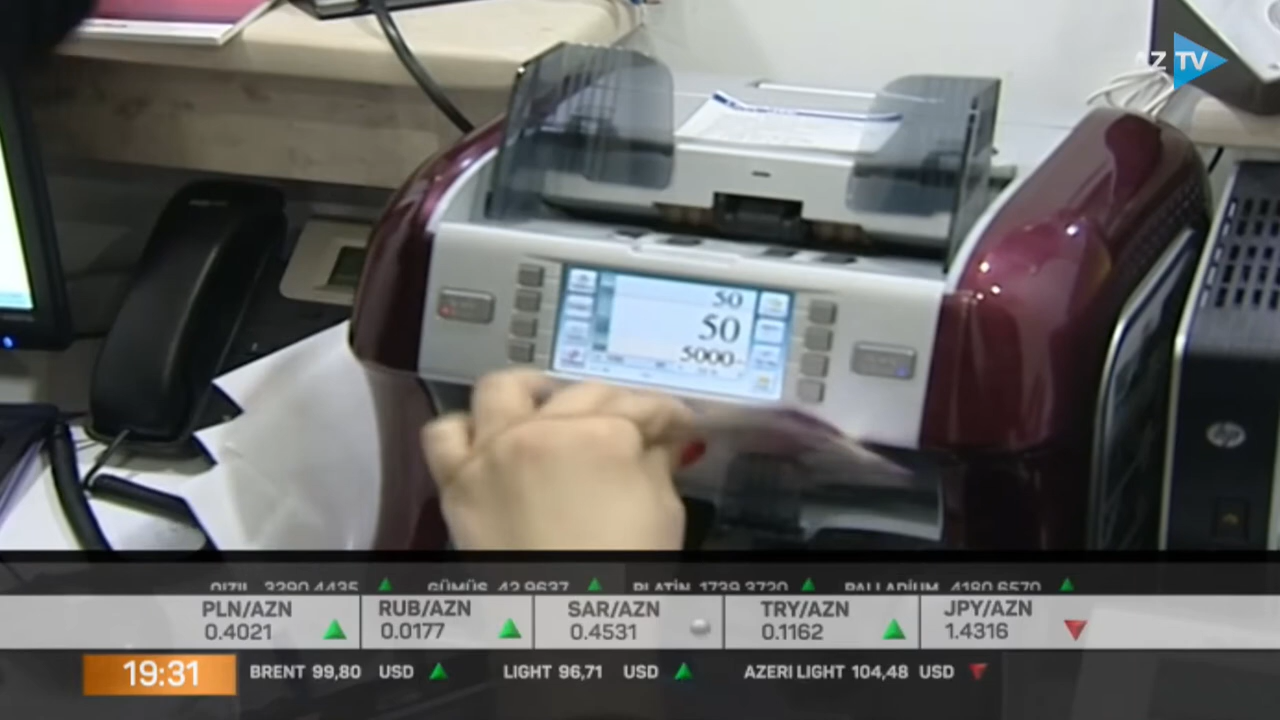 AZ TV
50
50
5000
hp
QIZIL 3290,4435 GÜMÜŞ 42,9637 PLATİN 1739,3720 PALLADİUM 4180,6570
PLN/AZN RUB/AZN SAR/AZN TRY/AZN JPY/AZN
0.4021 0.0177 0.4531 0.1162 1.4316
19:31 BRENT 99,80 USD LIGHT 96,71 USD AZERI LIGHT 104,48 USD